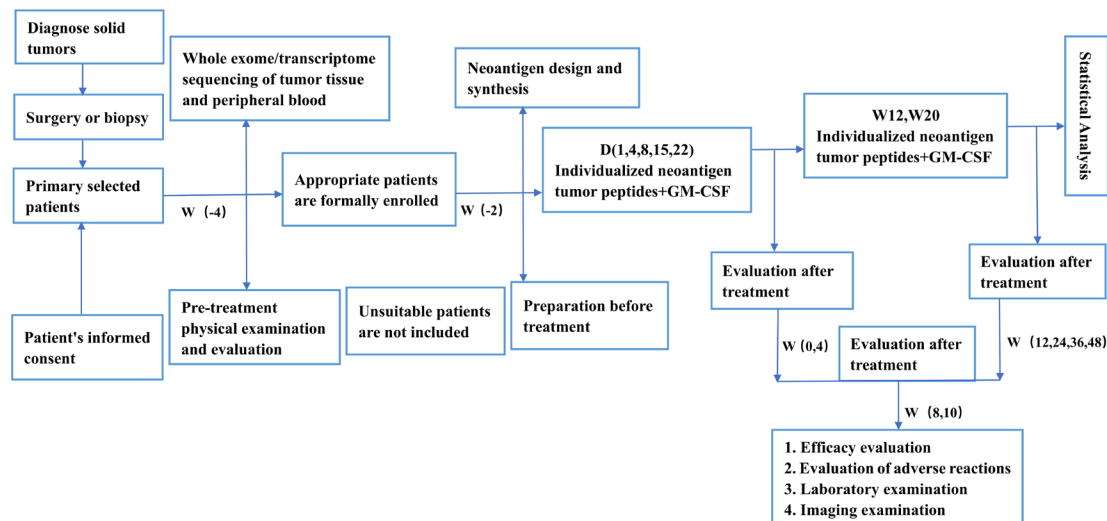 Diagnose solid
tumors
Surgery or biopsy
Primary selected
patients
Patient's informed
consent
Whole exome/transcriptome
sequencing of tumor tissue
and peripheral blood
W (-4)
Pre-treatment
physical examination
and evaluation
Appropriate patients
are formally enrolled
Unsuitable patients
are not included
Neoantigen design and
synthesis
W (-2)
Preparation before
treatment
D(1,4,8,15,22)
Individualized neoantigen
tumor peptides+GM-CSF
Evaluation after
treatment
W (0,4)
W12,W20
Individualized neoantigen
tumor peptides+GM-CSF
Evaluation after
treatment
W (12,24,36,48)
Evaluation after
treatment
W (8,10)
1. Efficacy evaluation
2. Evaluation of adverse reactions
3. Laboratory examination
4. Imaging examination
Statistical Analysis